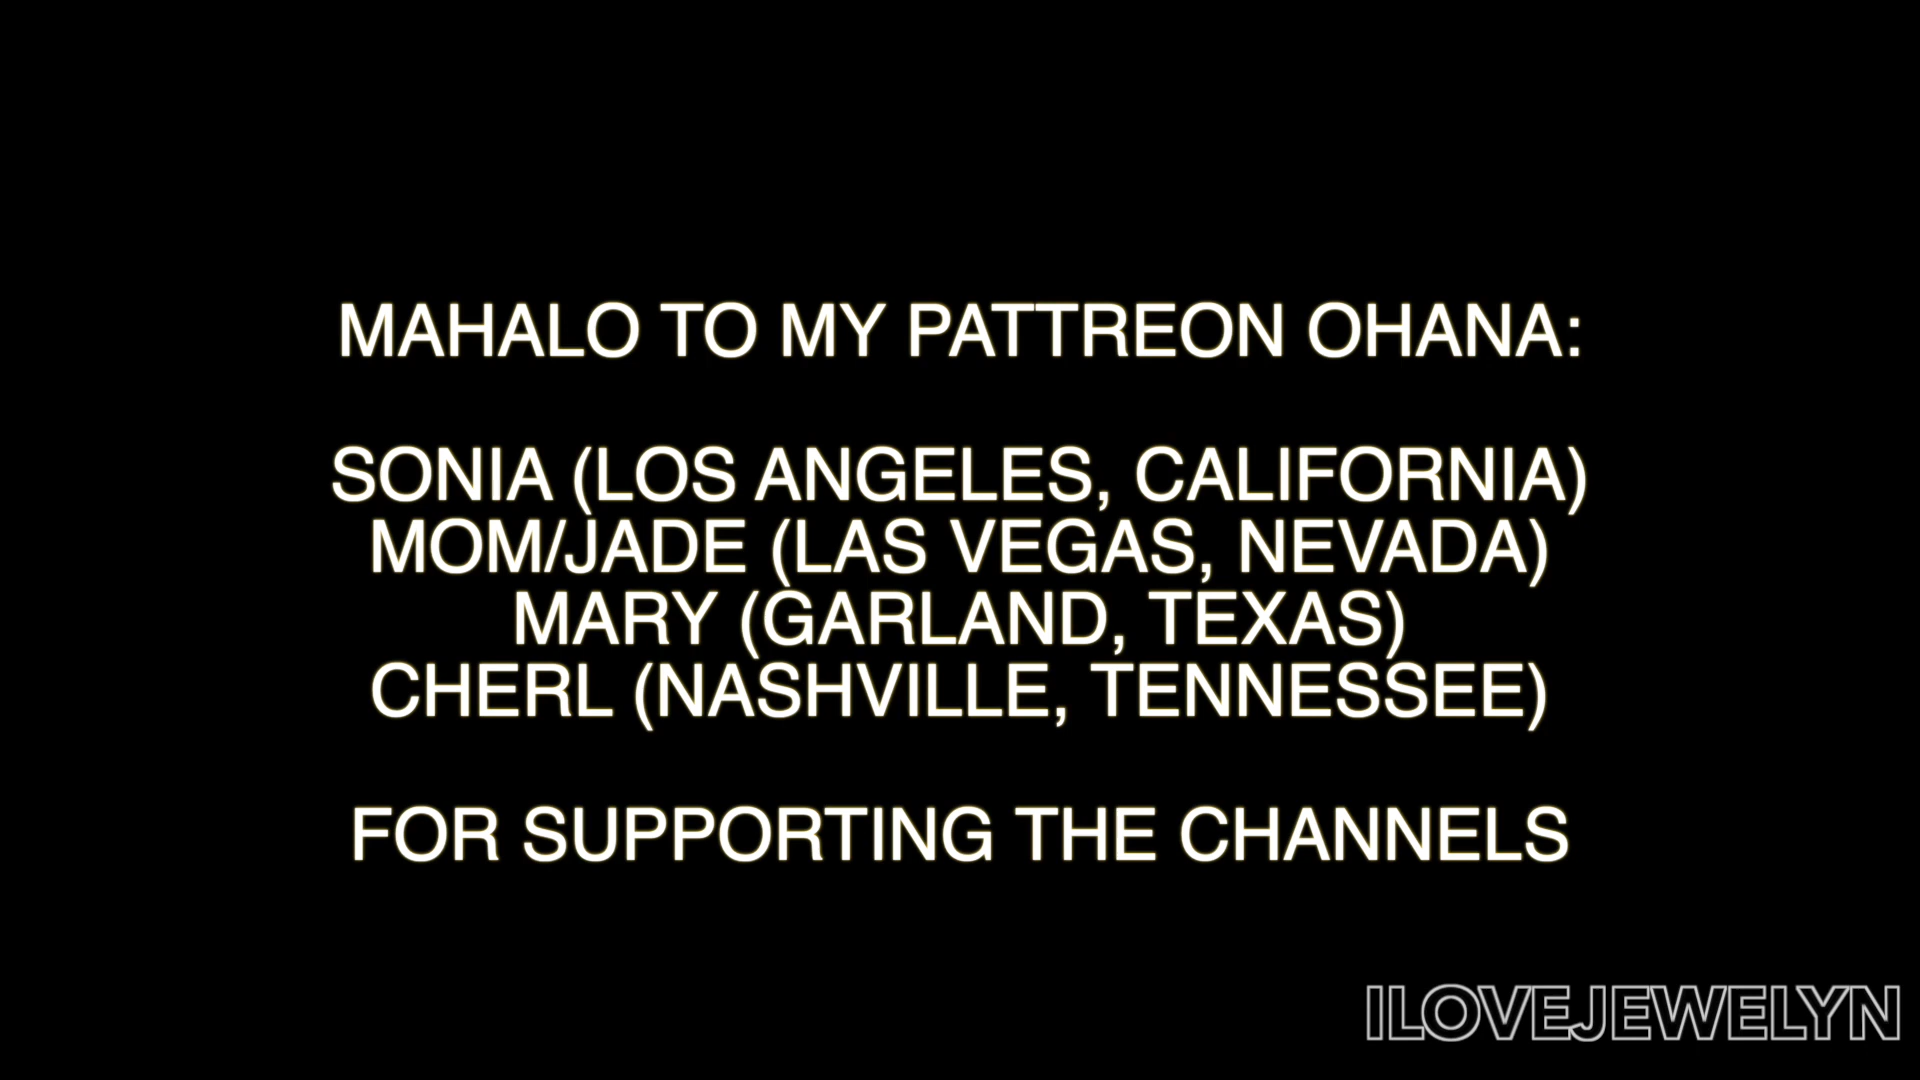 MAHALO TO MY PATTREON OHANA:
SONIA (LOS ANGELES, CALIFORNIA)
MOM/JADE (LAS VEGAS, NEVADA)
MARY (GARLAND, TEXAS)
CHERL (NASHVILLE, TENNESSEE)
FOR SUPPORTING THE CHANNELS
ILOVEJEWELYN